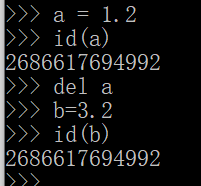 >>> a = 1.2
>>> id(a)
2686617694992
>>> del a
>>> b=3.2
>>> id(b)
2686617694992
>>>